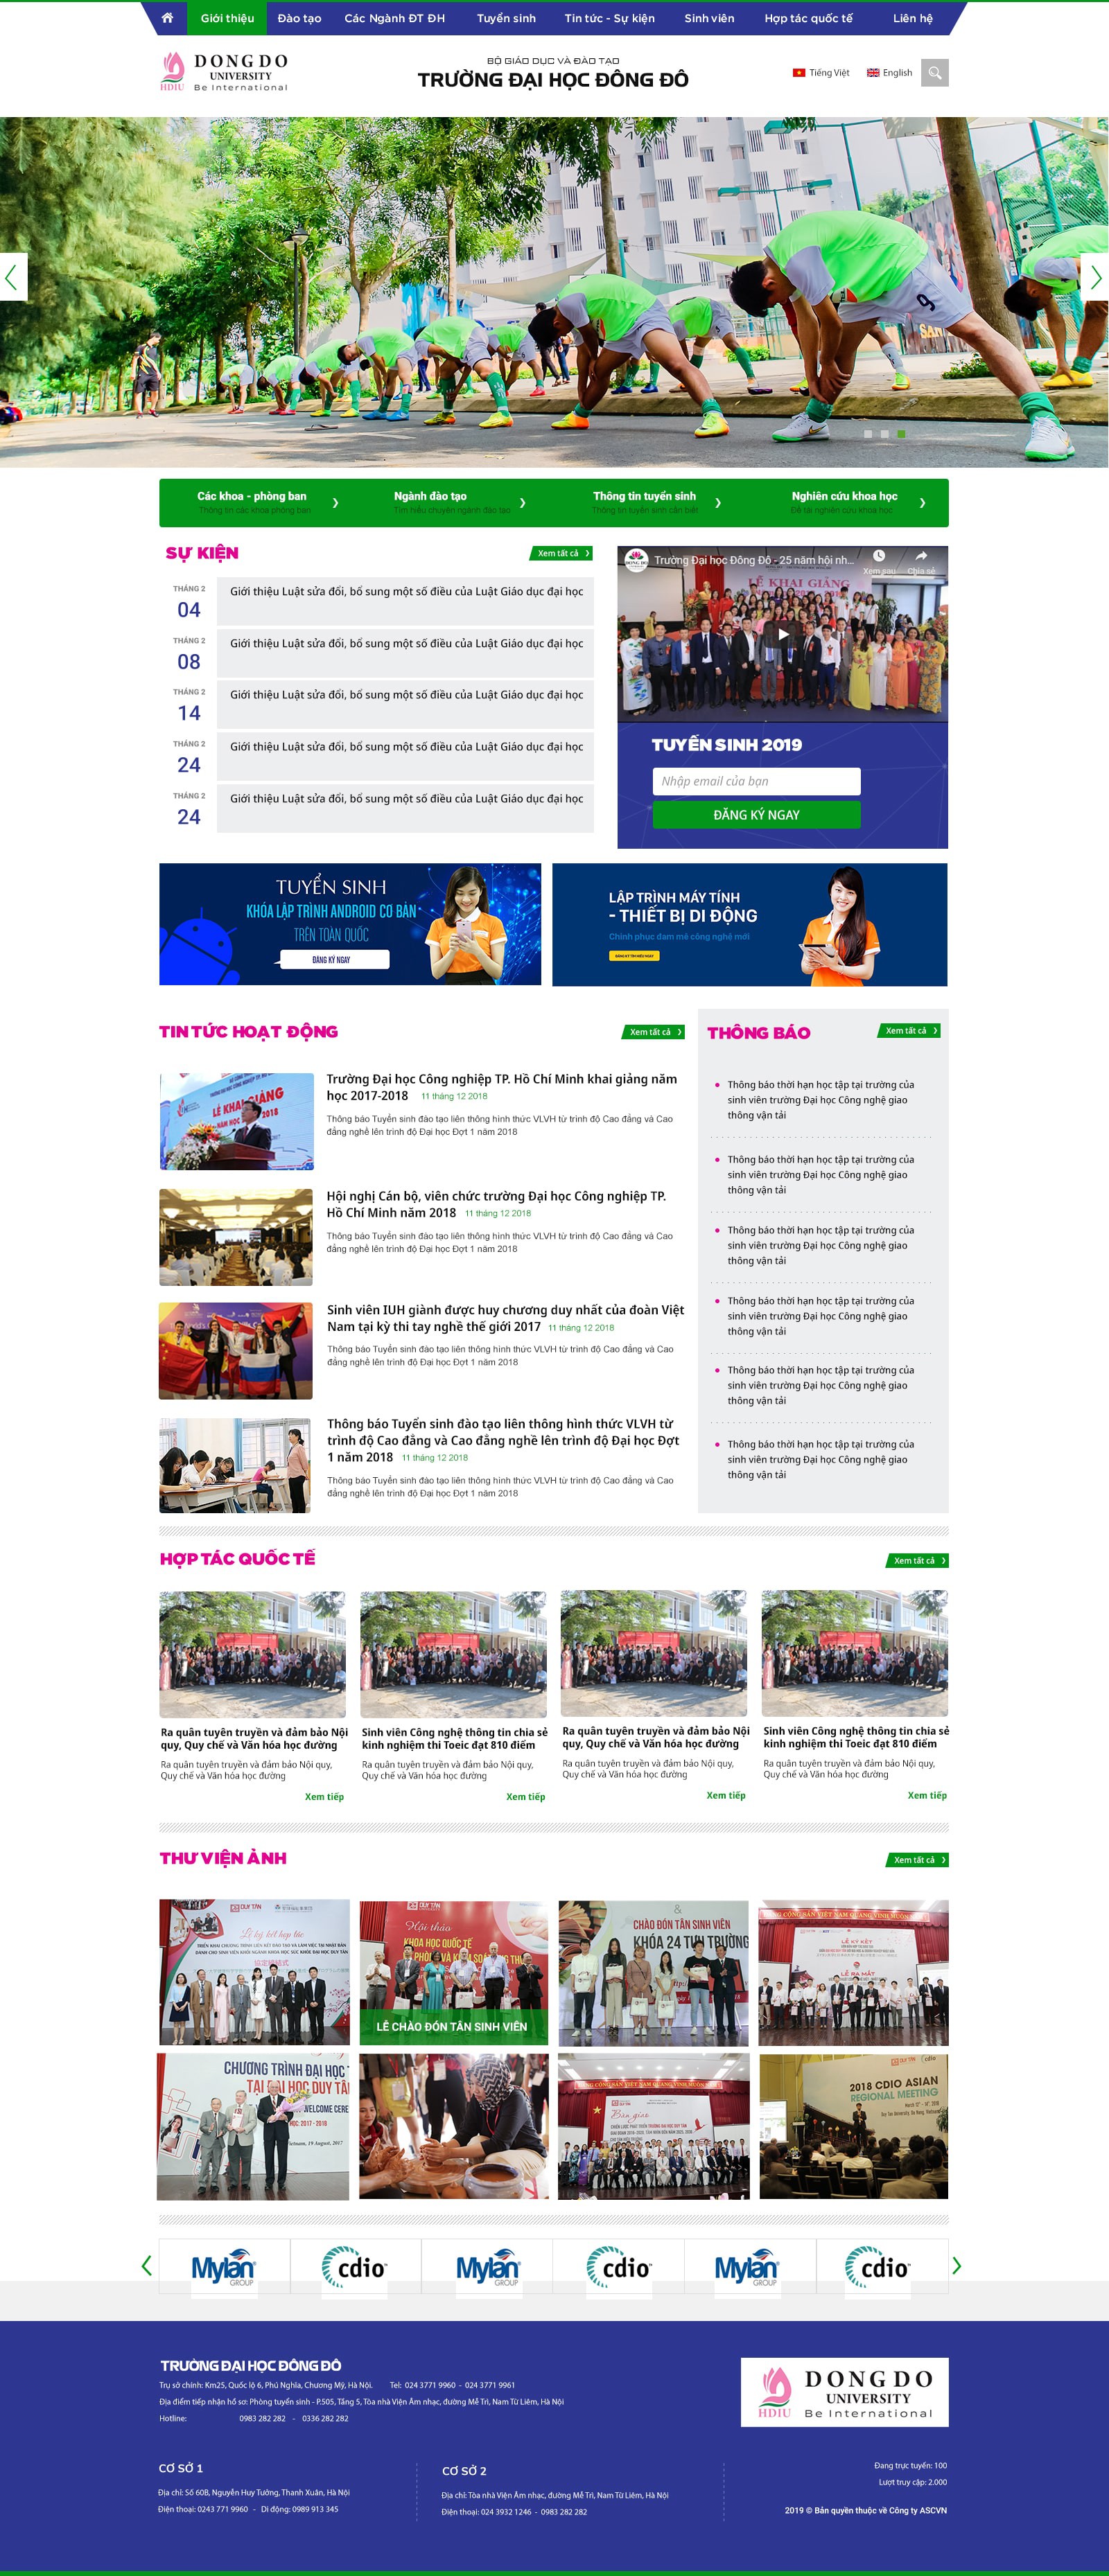 Giới thiệu
Đào tạo
Các Ngành ĐT ĐH
Tuyển sinh
Tin tức - Sự kiện
Sinh viên
Hợp tác quốc tế
Liên hệ
HDIU
DONG DO
UNIVERSITY
Be International
BỘ GIÁO DỤC VÀ ĐÀO TẠO
TRƯỜNG ĐẠI HỌC ĐÔNG ĐÔ
Tiếng Việt
English
Các khoa - phòng ban
Thông tin các khoa phòng ban
Ngành đào tạo
Tìm hiểu chuyên ngành đào tạo
Thông tin tuyển sinh
Thông tin tuyển sinh cần biết
Nghiên cứu khoa học
Đề tài nghiên cứu khoa học
SỰ KIỆN
Xem tất cả
THÁNG 2
04
Giới thiệu Luật sửa đổi, bổ sung một số điều của Luật Giáo dục đại học
THÁNG 2
08
Giới thiệu Luật sửa đổi, bổ sung một số điều của Luật Giáo dục đại học
THÁNG 2
14
Giới thiệu Luật sửa đổi, bổ sung một số điều của Luật Giáo dục đại học
THÁNG 2
24
Giới thiệu Luật sửa đổi, bổ sung một số điều của Luật Giáo dục đại học
THÁNG 2
24
Giới thiệu Luật sửa đổi, bổ sung một số điều của Luật Giáo dục đại học
Trường Đại học Đông Đô - 25 năm hội nh...
Xem sau
Chia sẻ
LỄ KHAI GIẢNG
TUYỂN SINH 2019
Nhập email của bạn
ĐĂNG KÝ NGAY
TUYỂN SINH
KHÓA LẬP TRÌNH ANDROID CƠ BẢN
TRÊN TOÀN QUỐC
ĐĂNG KÝ NGAY
LẬP TRÌNH MÁY TÍNH
- THIẾT BỊ DI ĐỘNG
Chinh phục đam mê công nghệ mới
TIN TỨC HOẠT ĐỘNG
Xem tất cả
Trường Đại học Công nghiệp TP. Hồ Chí Minh khai giảng năm
học 2017-2018 11 tháng 12 2018
Thông báo Tuyển sinh đào tạo liên thông hình thức VLVH từ trình độ Cao đẳng và Cao
đẳng nghề lên trình độ Đại học Đợt 1 năm 2018
Hội nghị Cán bộ, viên chức trường Đại học Công nghiệp TP.
Hồ Chí Minh năm 2018 11 tháng 12 2018
Thông báo Tuyển sinh đào tạo liên thông hình thức VLVH từ trình độ Cao đẳng và Cao
đẳng nghề lên trình độ Đại học Đợt 1 năm 2018
Sinh viên IUH giành được huy chương duy nhất của đoàn Việt
Nam tại kỳ thi tay nghề thế giới 2017 11 tháng 12 2018
Thông báo Tuyển sinh đào tạo liên thông hình thức VLVH từ trình độ Cao đẳng và Cao
đẳng nghề lên trình độ Đại học Đợt 1 năm 2018
Thông báo Tuyển sinh đào tạo liên thông hình thức VLVH từ
trình độ Cao đẳng và Cao đẳng nghề lên trình độ Đại học Đợt
1 năm 2018 11 tháng 12 2018
Thông báo Tuyển sinh đào tạo liên thông hình thức VLVH từ trình độ Cao đẳng và Cao
đẳng nghề lên trình độ Đại học Đợt 1 năm 2018
THÔNG BÁO
Xem tất cả
Thông báo thời hạn học tập tại trường của
sinh viên trường Đại học Công nghệ giao
thông vận tải
Thông báo thời hạn học tập tại trường của
sinh viên trường Đại học Công nghệ giao
thông vận tải
Thông báo thời hạn học tập tại trường của
sinh viên trường Đại học Công nghệ giao
thông vận tải
Thông báo thời hạn học tập tại trường của
sinh viên trường Đại học Công nghệ giao
thông vận tải
Thông báo thời hạn học tập tại trường của
sinh viên trường Đại học Công nghệ giao
thông vận tải
Thông báo thời hạn học tập tại trường của
sinh viên trường Đại học Công nghệ giao
thông vận tải
HỢP TÁC QUỐC TẾ
Xem tất cả
Ra quân tuyên truyền và đảm bảo Nội
quy, Quy chế và Văn hóa học đường
Ra quân tuyên truyền và đảm bảo Nội quy,
Quy chế và Văn hóa học đường
Xem tiếp
Sinh viên Công nghệ thông tin chia sẻ
kinh nghiệm thi Toeic đạt 810 điểm
Ra quân tuyên truyền và đảm bảo Nội quy,
Quy chế và Văn hóa học đường
Xem tiếp
Ra quân tuyên truyền và đảm bảo Nội
quy, Quy chế và Văn hóa học đường
Ra quân tuyên truyền và đảm bảo Nội quy,
Quy chế và Văn hóa học đường
Xem tiếp
Sinh viên Công nghệ thông tin chia sẻ
kinh nghiệm thi Toeic đạt 810 điểm
Ra quân tuyên truyền và đảm bảo Nội quy,
Quy chế và Văn hóa học đường
Xem tiếp
THƯ VIỆN ẢNH
Xem tất cả
DUY TAN
Lễ ký kết hợp tác
Hội thảo
KHOA HỌC QUỐC TẾ
LỄ CHÀO ĐÓN TÂN SINH VIÊN
&
CHÀO ĐÓN TÂN SINH VIÊN
KHÓA 24
LỄ KÝ KẾT
LỄ RA MẮT
CHƯƠNG TRÌNH ĐẠI HỌC
TẠI ĐẠI HỌC DUY TÂN
WELCOME CERE
HỌC: 2017 - 2018
19 August, 2017
Bàn giao
2018 CDIO ASIAN
REGIONAL MEETING
Mylan
GROUP
cdio
Mylan
GROUP
cdio
Mylan
GROUP
cdio
TRƯỜNG ĐẠI HỌC ĐÔNG ĐÔ
Trụ sở chính: Km25, Quốc lộ 6, Phú Nghĩa, Chương Mỹ, Hà Nội. Tel: 024 3771 9960 - 024 3771 9961
Địa điểm tiếp nhận hồ sơ: Phòng tuyển sinh - P.505, Tầng 5, Tòa nhà Viện Âm nhạc, đường Mễ Trì, Nam Từ Liêm, Hà Nội
Hotline: 0983 282 282 - 0336 282 282
HDIU
DONG DO
UNIVERSITY
Be International
CƠ SỞ 1
Địa chỉ: Số 60B, Nguyễn Huy Tưởng, Thanh Xuân, Hà Nội
Điện thoại: 0243 771 9960 - Di động: 0989 913 345
CƠ SỞ 2
Địa chỉ: Tòa nhà Viện Âm nhạc, đường Mễ Trì, Nam Từ Liêm, Hà Nội
Điện thoại: 024 3932 1246 - 0983 282 282
Đang trực tuyến: 100
Lượt truy cập: 2.000
2019 © Bản quyền thuộc về Công ty ASCVN